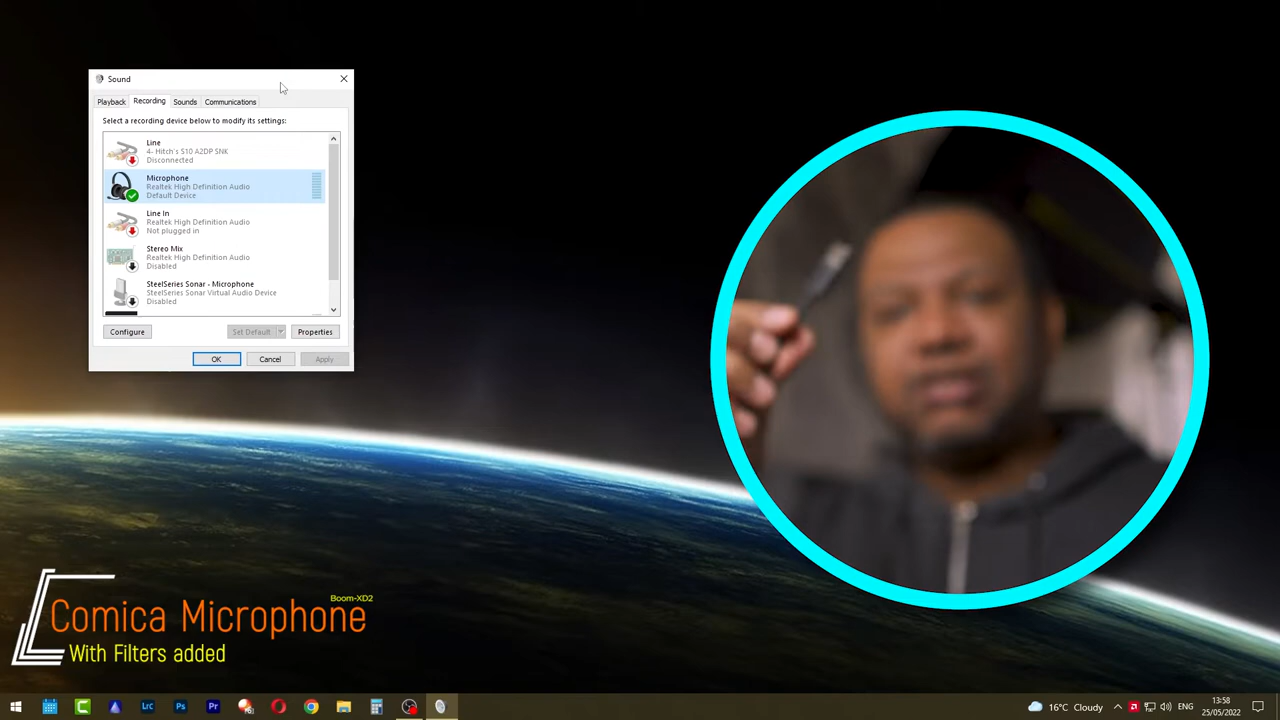 Sound
Playback
Recording
Sounds
Communications
Select a recording device below to modify its settings:
Line
4- Hitch's S10 A2DP SNK
Disconnected
Microphone
Realtek High Definition Audio
Default Device
Line In
Realtek High Definition Audio
Not plugged in
Stereo Mix
Realtek High Definition Audio
Disabled
SteelSeries Sonar - Microphone
SteelSeries Sonar Virtual Audio Device
Disabled
Configure
Set Default
Properties
OK
Cancel
Apply
Boom-XD2
Comica Microphone
With Filters added
Lc
Ps
Pr
16°C Cloudy
ENG
13:58
25/05/2022